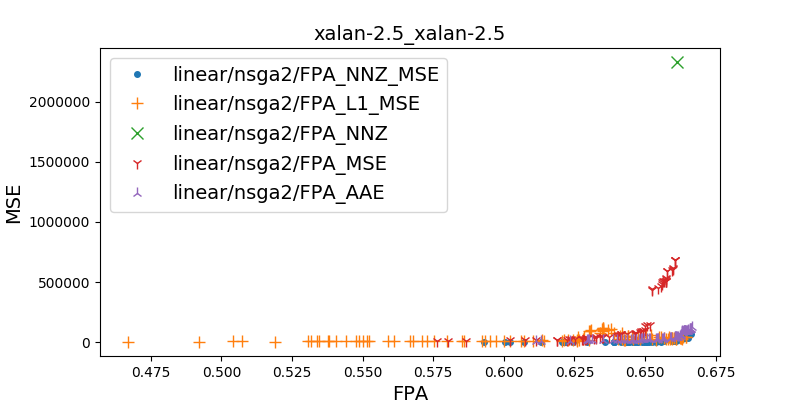 xalan-2.5_xalan-2.5
linear/nsga2/FPA_NNZ_MSE
linear/nsga2/FPA_L1_MSE
linear/nsga2/FPA_NNZ
linear/nsga2/FPA_MSE
linear/nsga2/FPA_AAE
MSE
2000000
1500000
1000000
500000
0
0.475 0.500 0.525 0.550 0.575 0.600 0.625 0.650 0.675
FPA